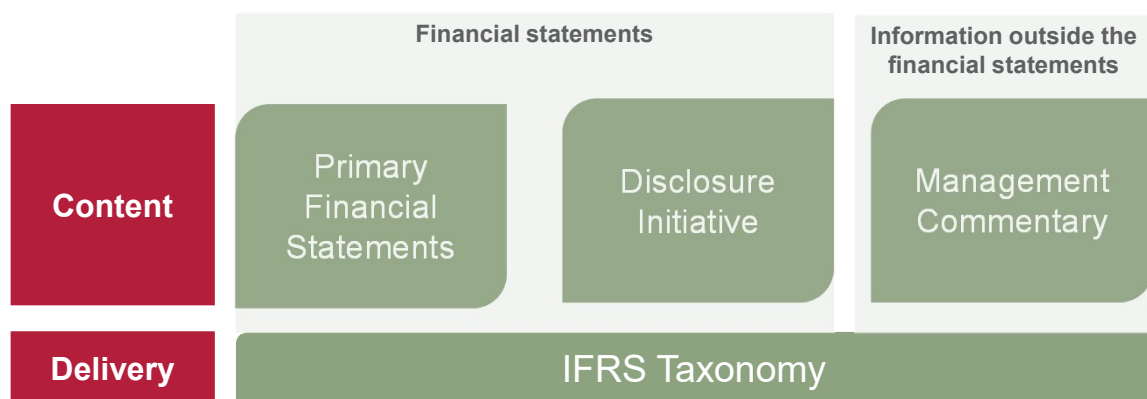 Financial statements
Information outside the
financial statements
Content
Primary
Financial
Statements
Disclosure
Initiative
Management
Commentary
Delivery
IFRS Taxonomy